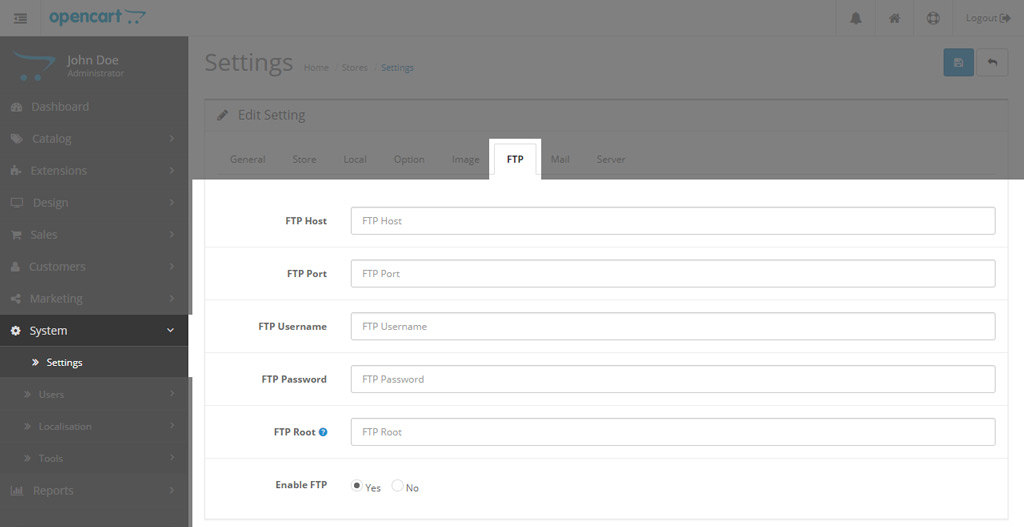 opencart
Logout
John Doe
Administrator
Dashboard
Catalog
Extensions
Design
Sales
Customers
Marketing
System
Settings
Users
Localisation
Tools
Reports
Settings Home Stores Settings
Edit Setting
General Store Local Option Image FTP Mail Server
FTP Host FTP Host
FTP Port FTP Port
FTP Username FTP Username
FTP Password FTP Password
FTP Root ? FTP Root
Enable FTP Yes No